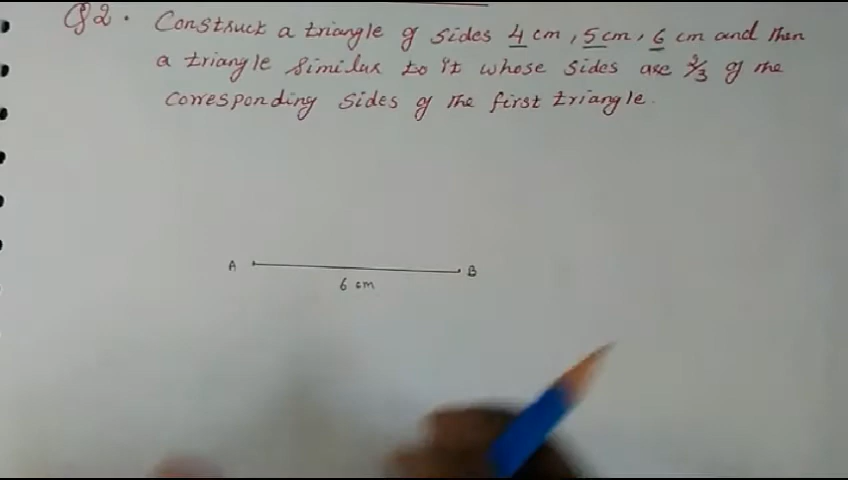 Q2. Construct a triangle of sides 4 cm, 5 cm, 6 cm and then
a triangle similar to it whose sides are 2/3 of the
corresponding sides of the first triangle.
A B
6 cm